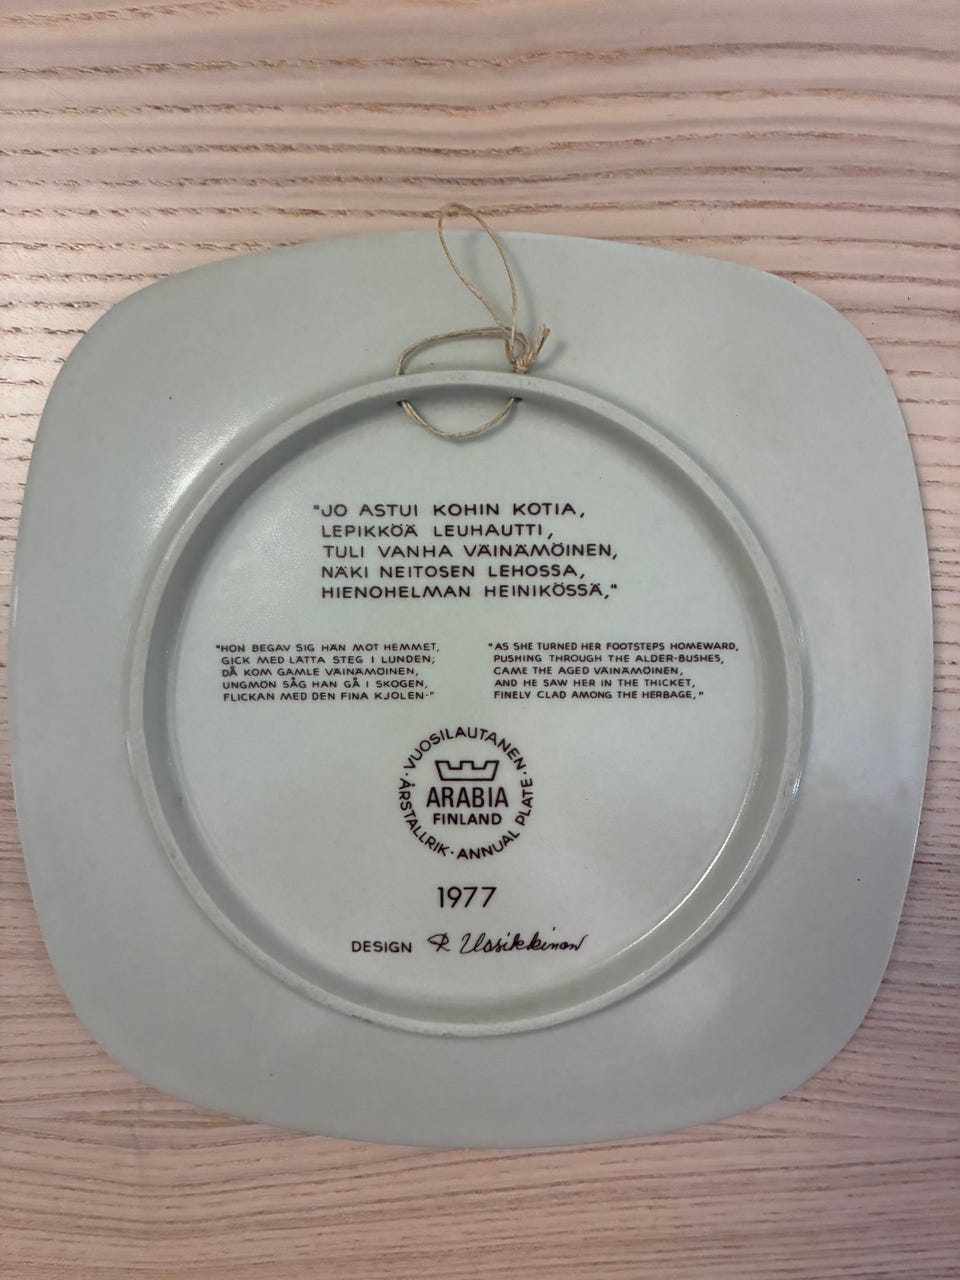 "JO ASTUI KOHIN KOTIA,
LEPIKKÖÄ LEUHAUTTI,
TULI VANHA VÄINÄMÖINEN,
NÄKI NEITOSEN LEHOSSA,
HIENOHELMAN HEINIKÖSSÄ,"
"HON BEGAV SIG HÄN MOT HEMMET,
GICK MED LÄTTA STEG I LUNDEN;
DÅ KOM GAMLE VÄINÄMÖINEN,
UNGMÖN SÅG HAN GÅ I SKOGEN,
FLICKAN MED DEN FINA KJOLEN-"
"AS SHE TURNED HER FOOTSTEPS HOMEWARD,
PUSHING THROUGH THE ALDER-BUSHES,
CAME THE AGED VÄINÄMÖINEN,
AND HE SAW HER IN THE THICKET,
FINELY CLAD AMONG THE HERBAGE,"
· VUOSILAUTANEN · ANNUAL PLATE · ÅRSTALLRIK
ARABIA
FINLAND
1977
DESIGN R Uosikkinen